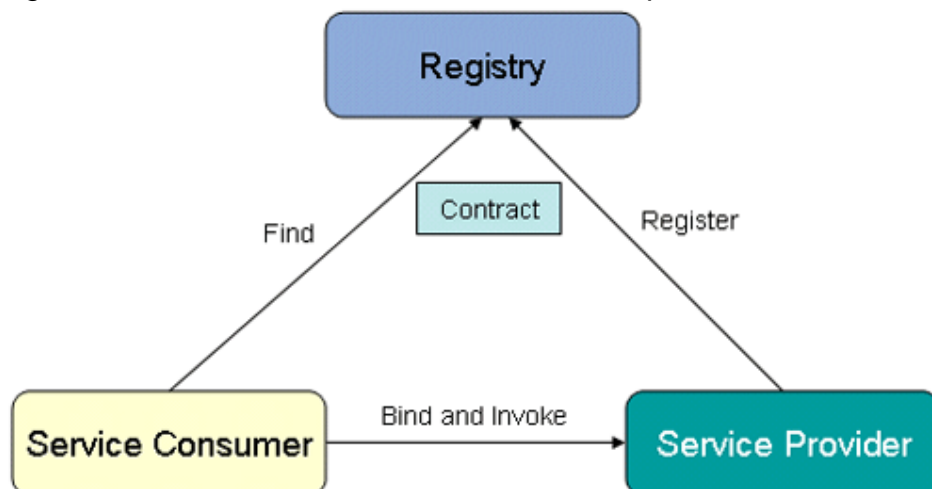 Registry
Contract
Find
Register
Bind and Invoke
Service Consumer
Service Provider